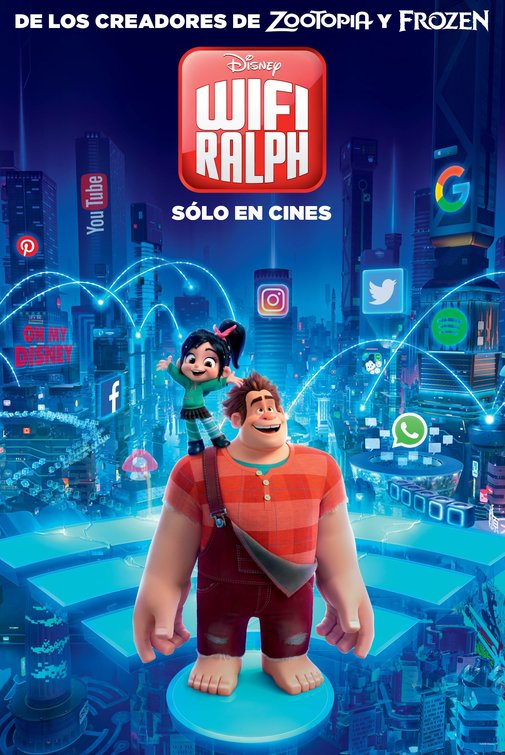 DE LOS CREADORES DE ZOOTOPIA Y FROZEN
DISNEY
WIFI
RALPH
SÓLO EN CINES
YouTube
OH MY
DISNEY